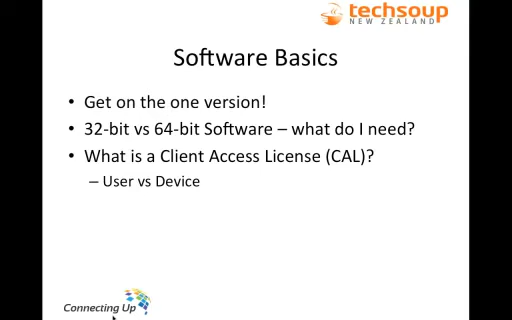 techsoup
NEW ZEALAND
Software Basics
• Get on the one version!
• 32-bit vs 64-bit Software – what do I need?
• What is a Client Access License (CAL)?
– User vs Device
Connecting Up